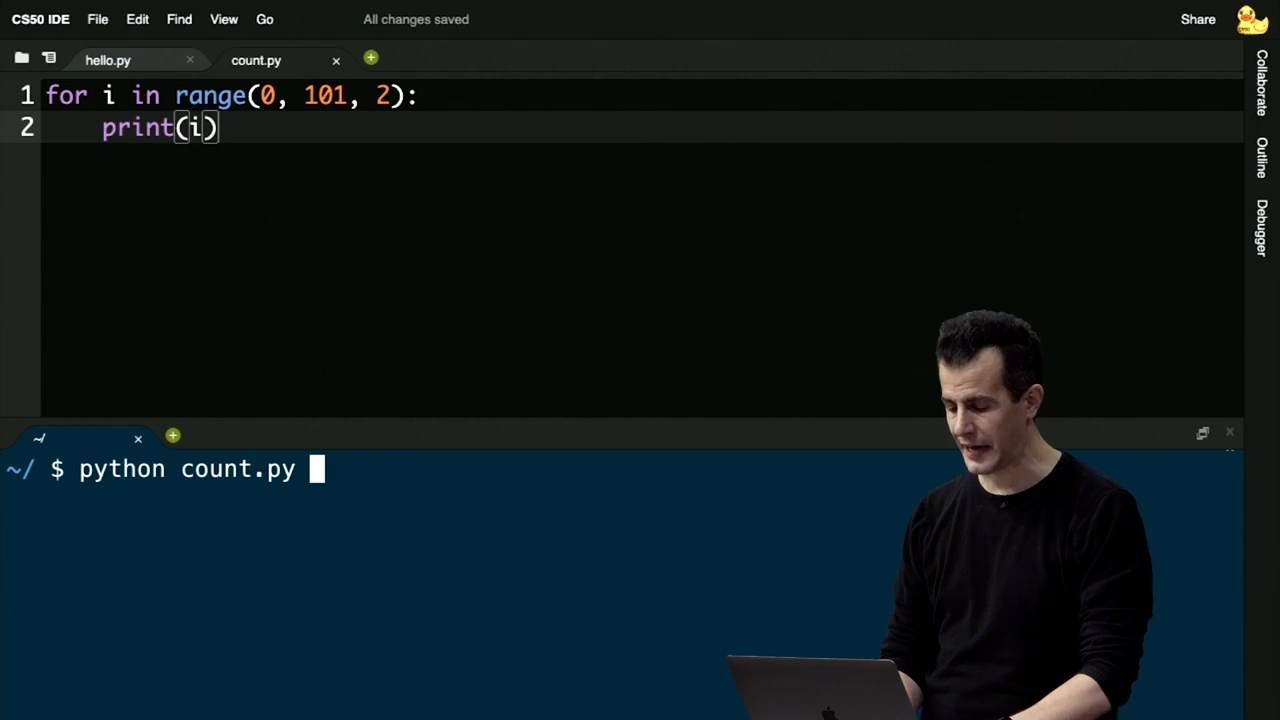 CS50 IDE File Edit Find View Go All changes saved Share
hello.py count.py
1 for i in range(0, 101, 2):
2     print(i)
Collaborate
Outline
Debugger
~/
~/ $ python count.py